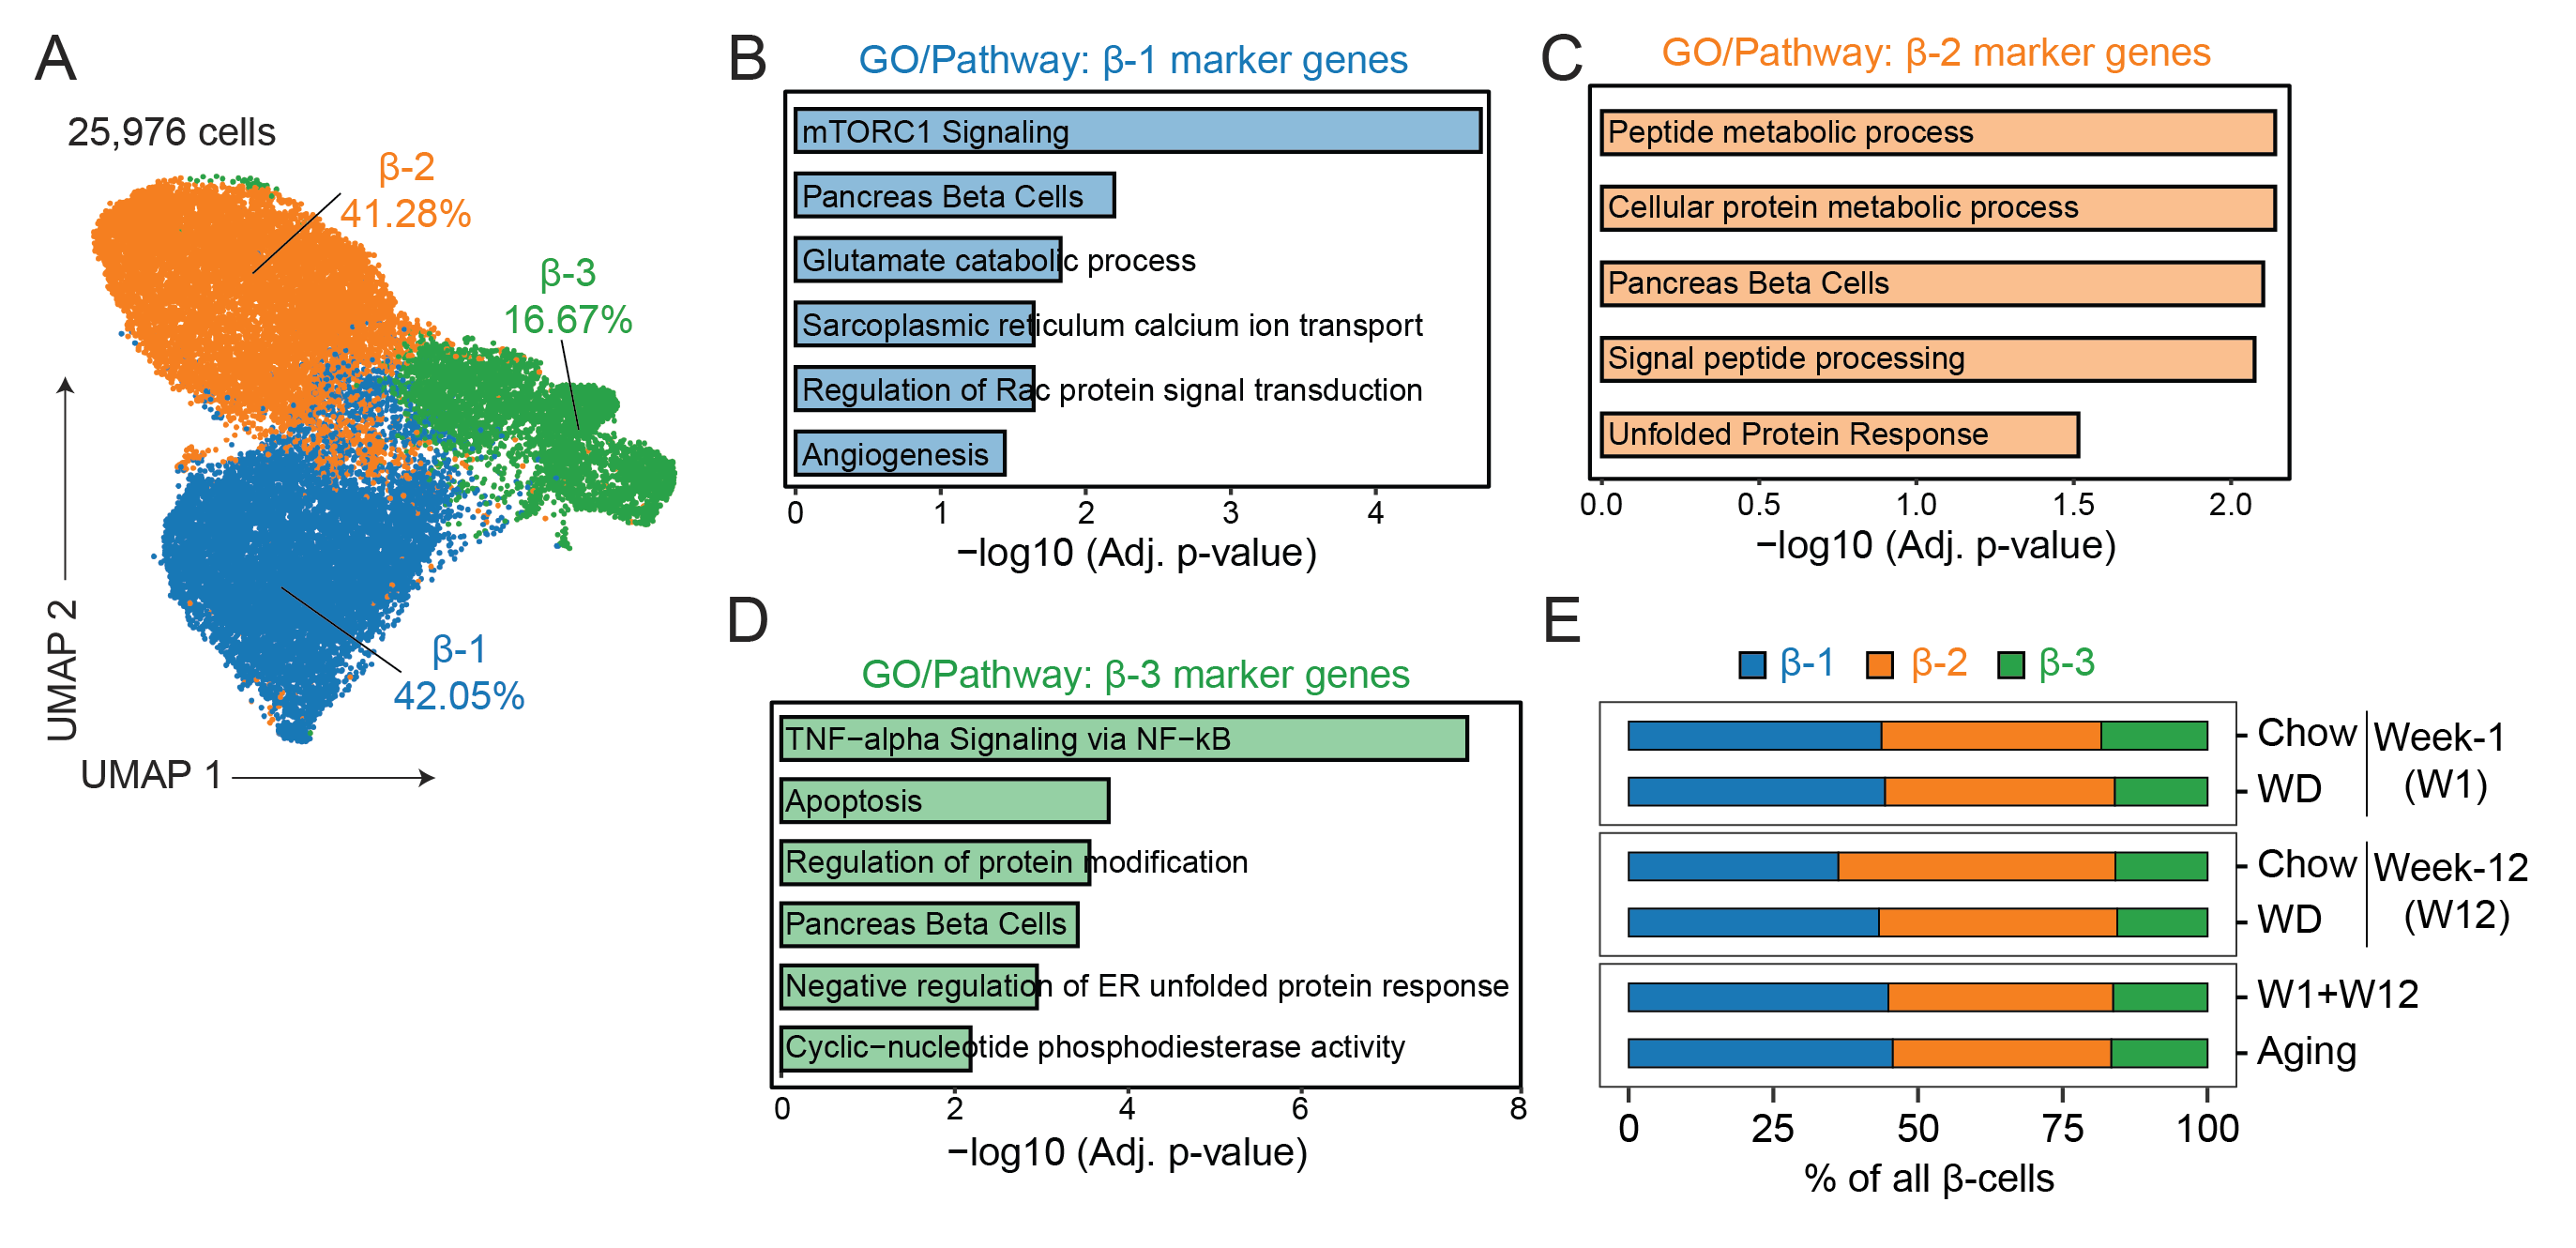 A
25,976 cells
β-2
41.28%
β-3
16.67%
β-1
42.05%
UMAP 2
UMAP 1
B
GO/Pathway: β-1 marker genes
mTORC1 Signaling
Pancreas Beta Cells
Glutamate catabolic process
Sarcoplasmic reticulum calcium ion transport
Regulation of Rac protein signal transduction
Angiogenesis
0 1 2 3 4
−log10 (Adj. p-value)
C
GO/Pathway: β-2 marker genes
Peptide metabolic process
Cellular protein metabolic process
Pancreas Beta Cells
Signal peptide processing
Unfolded Protein Response
0.0 0.5 1.0 1.5 2.0
−log10 (Adj. p-value)
D
GO/Pathway: β-3 marker genes
TNF−alpha Signaling via NF−kB
Apoptosis
Regulation of protein modification
Pancreas Beta Cells
Negative regulation of ER unfolded protein response
Cyclic−nucleotide phosphodiesterase activity
0 2 4 6 8
−log10 (Adj. p-value)
E
β-1 β-2 β-3
Chow
WD
Week-1
(W1)
Chow
WD
Week-12
(W12)
W1+W12
Aging
0 25 50 75 100
% of all β-cells